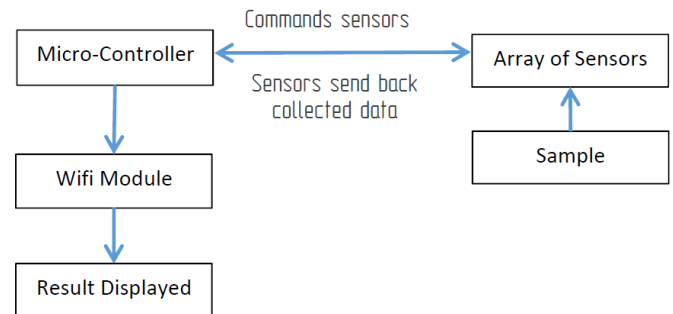 Commands sensors
Micro-Controller
Array of Sensors
Sensors send back
collected data
Wifi Module
Sample
Result Displayed